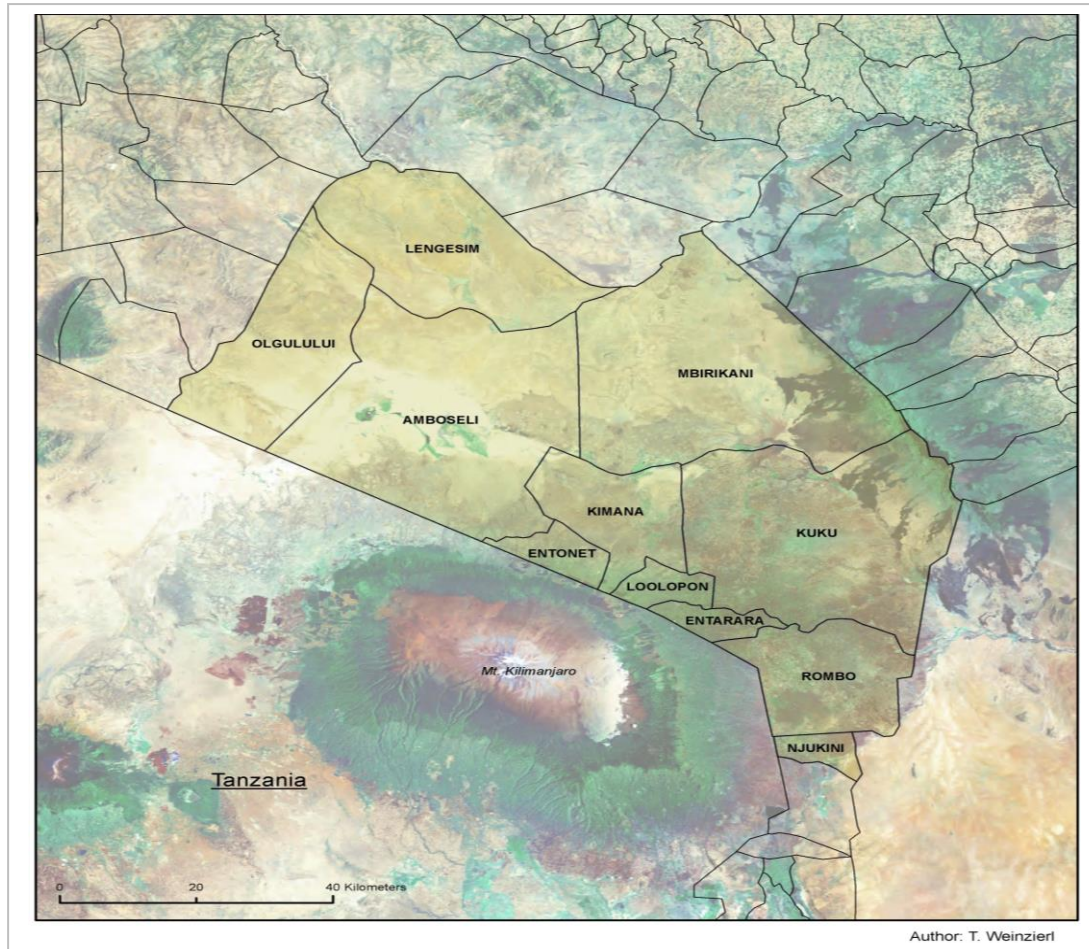 LENGESIM
OLGULULUI
MBIRIKANI
AMBOSELI
KIMANA
KUKU
ENTONET
LOOLOPON
ENTARARA
Mt. Kilimanjaro
ROMBO
NJUKINI
Tanzania
0 20 40 Kilometers
Author: T. Weinzierl